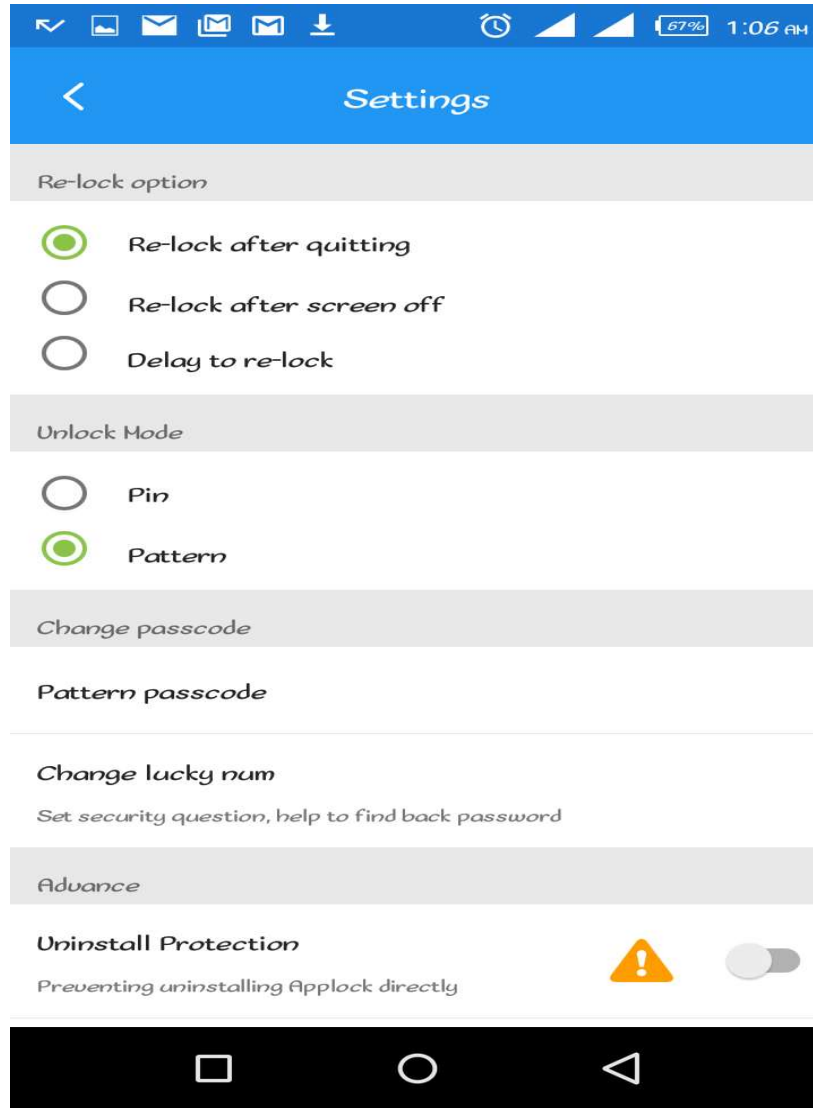 67% 1:06 AM
Settings
Re-lock option
Re-lock after quitting
Re-lock after screen off
Delay to re-lock
Unlock Mode
Pin
Pattern
Change passcode
Pattern passcode
Change lucky num
Set security question, help to find back password
Advance
Uninstall Protection
Preventing uninstalling Applock directly